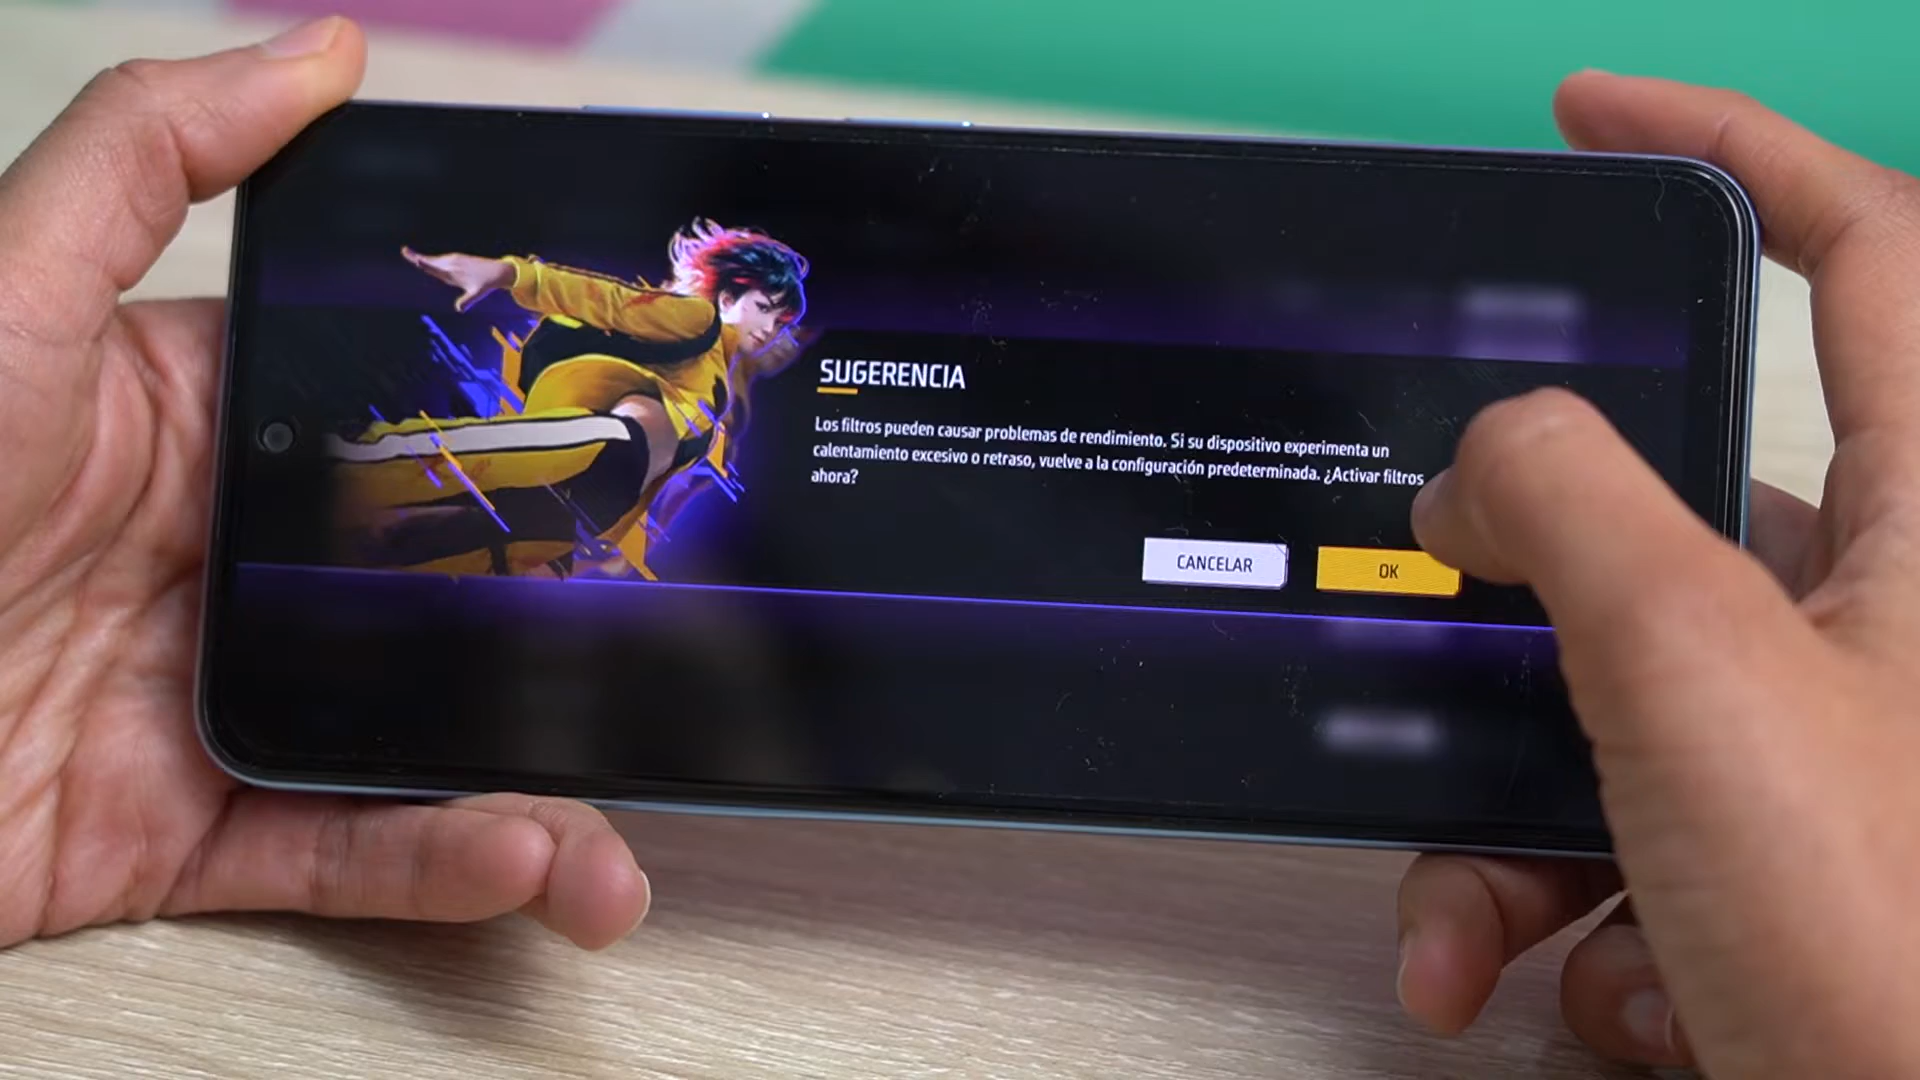 SUGERENCIA
Los filtros pueden causar problemas de rendimiento. Si su dispositivo experimenta un
calentamiento excesivo o retraso, vuelve a la configuración predeterminada. ¿Activar filtros
ahora?
CANCELAR
OK